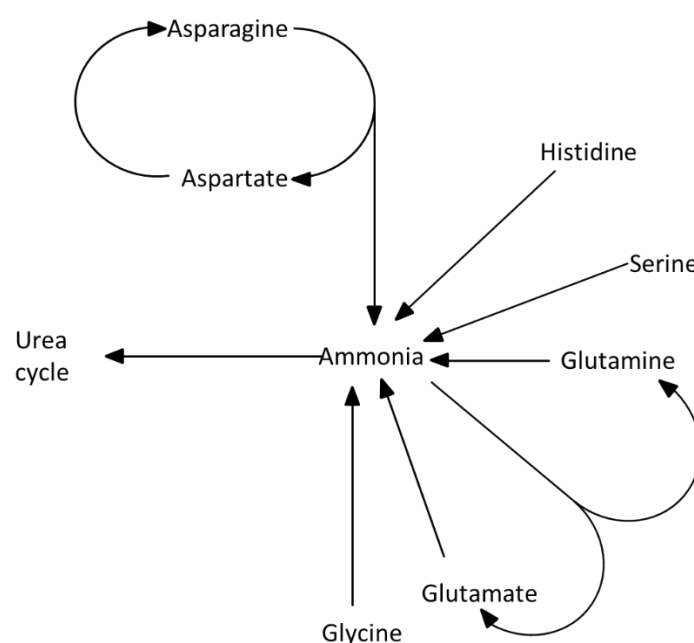 Asparagine
Aspartate
Histidine
Serine
Urea
cycle
Ammonia
Glutamine
Glutamate
Glycine